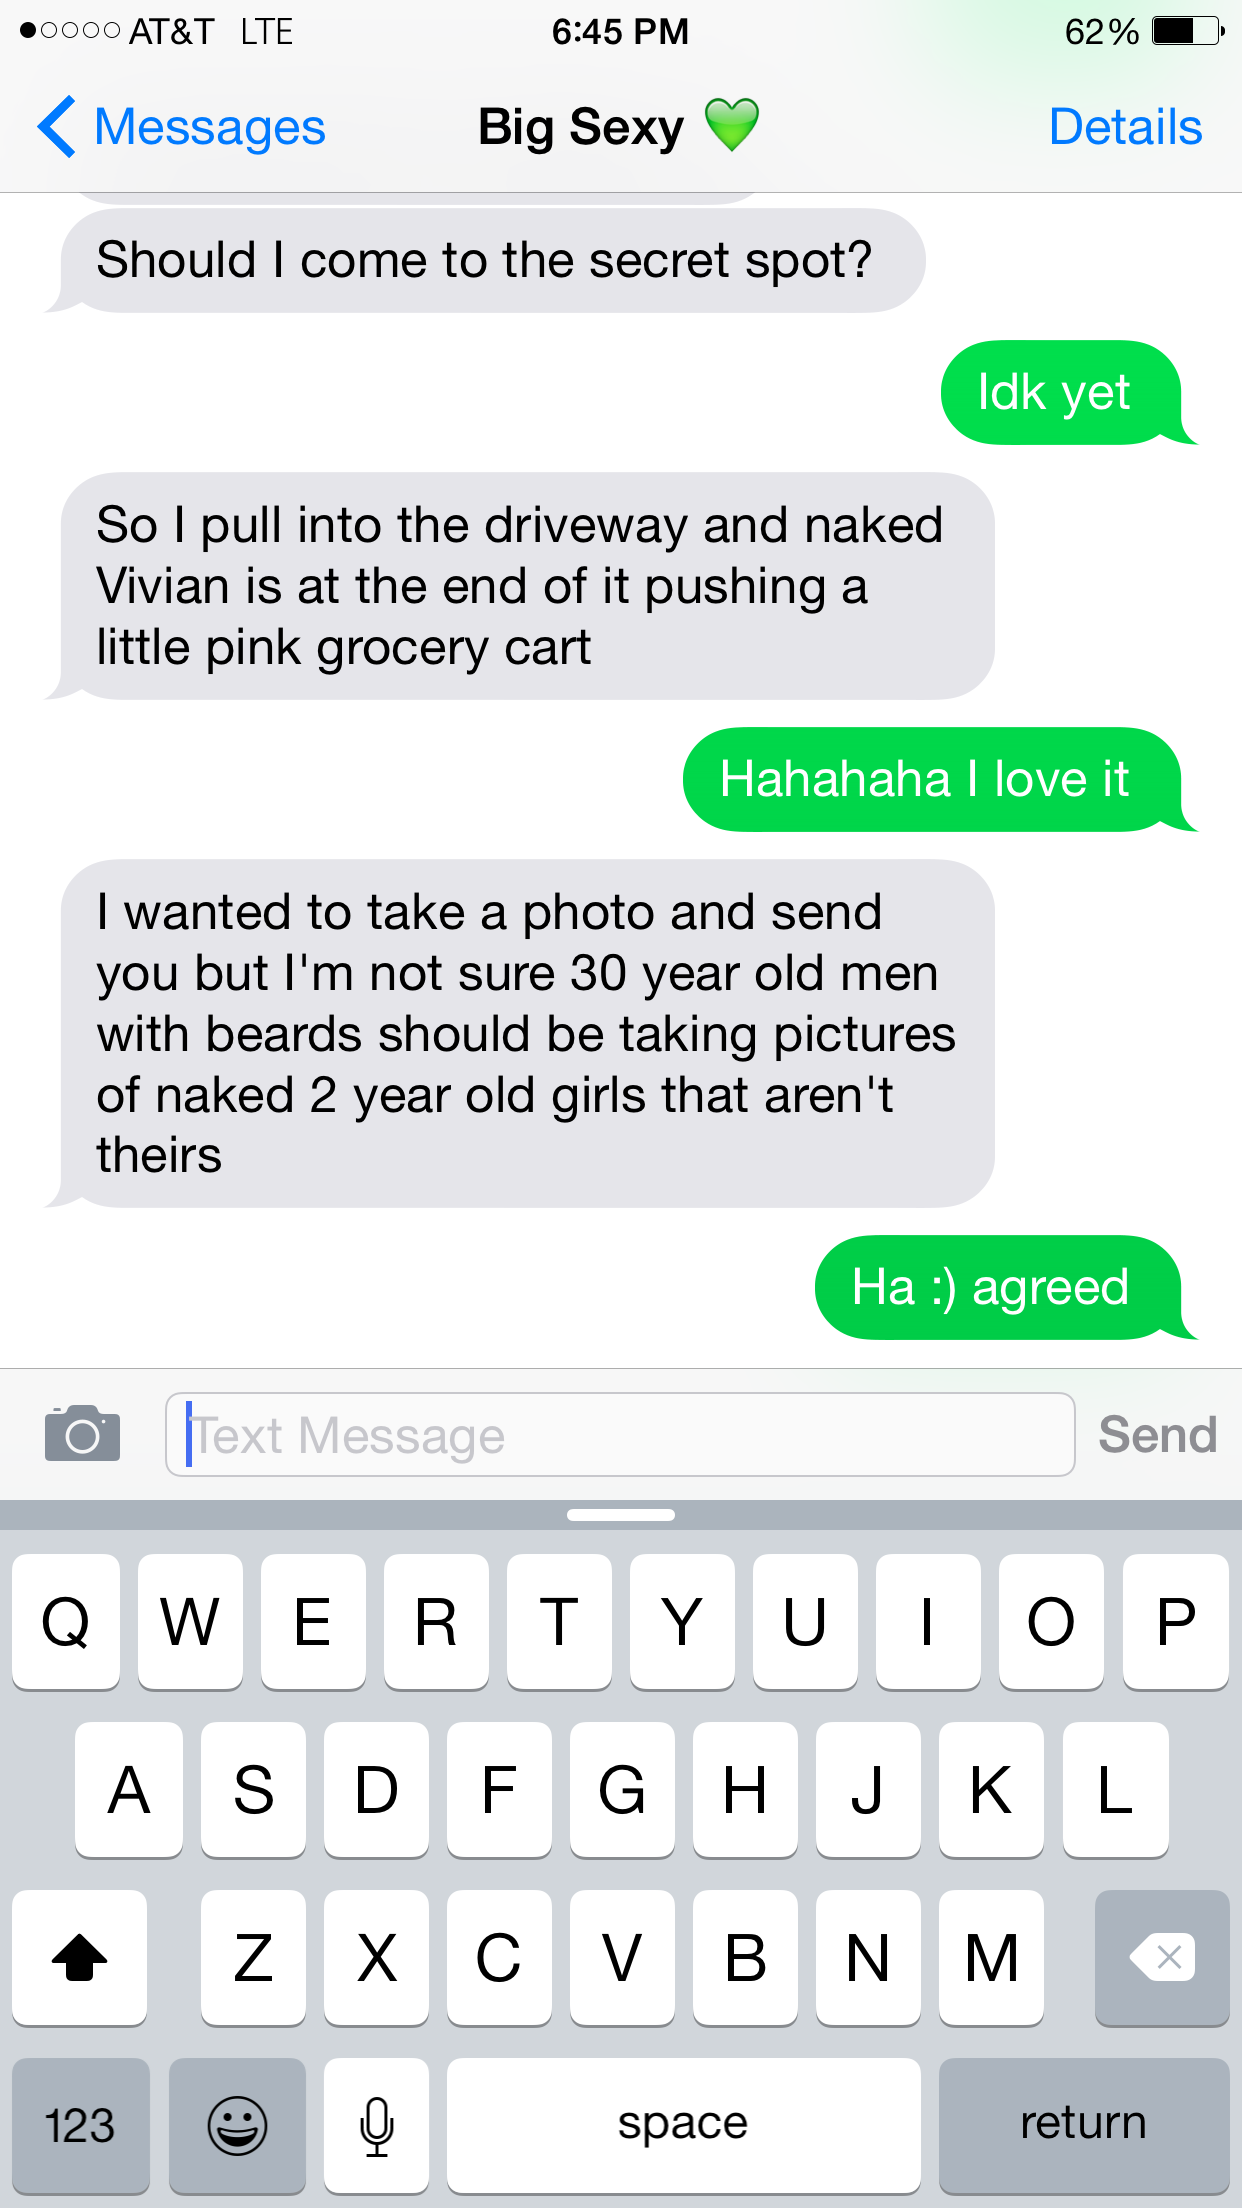 AT&T LTE 6:45 PM 62%
Messages Big Sexy 💚 Details
Should I come to the secret spot?
Idk yet
So I pull into the driveway and naked
Vivian is at the end of it pushing a
little pink grocery cart
Hahahaha I love it
I wanted to take a photo and send
you but I'm not sure 30 year old men
with beards should be taking pictures
of naked 2 year old girls that aren't
theirs
Ha :) agreed
Text Message Send
Q W E R T Y U I O P
A S D F G H J K L
Z X C V B N M
123 space return